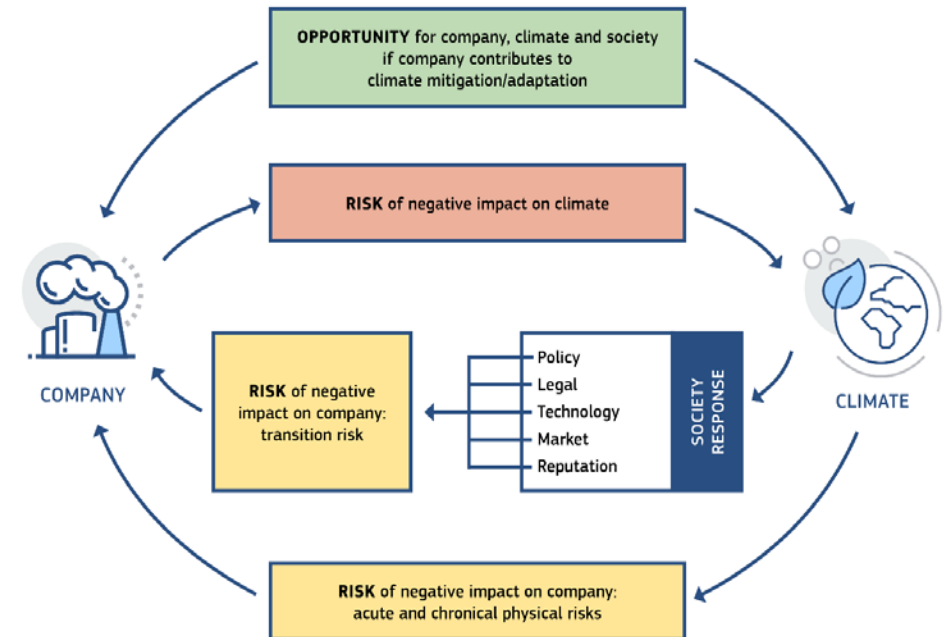 OPPORTUNITY for company, climate and society
if company contributes to
climate mitigation/adaptation
RISK of negative impact on climate
COMPANY
RISK of negative
impact on company:
transition risk
Policy
Legal
Technology
Market
Reputation
SOCIETY
RESPONSE
CLIMATE
RISK of negative impact on company:
acute and chronical physical risks